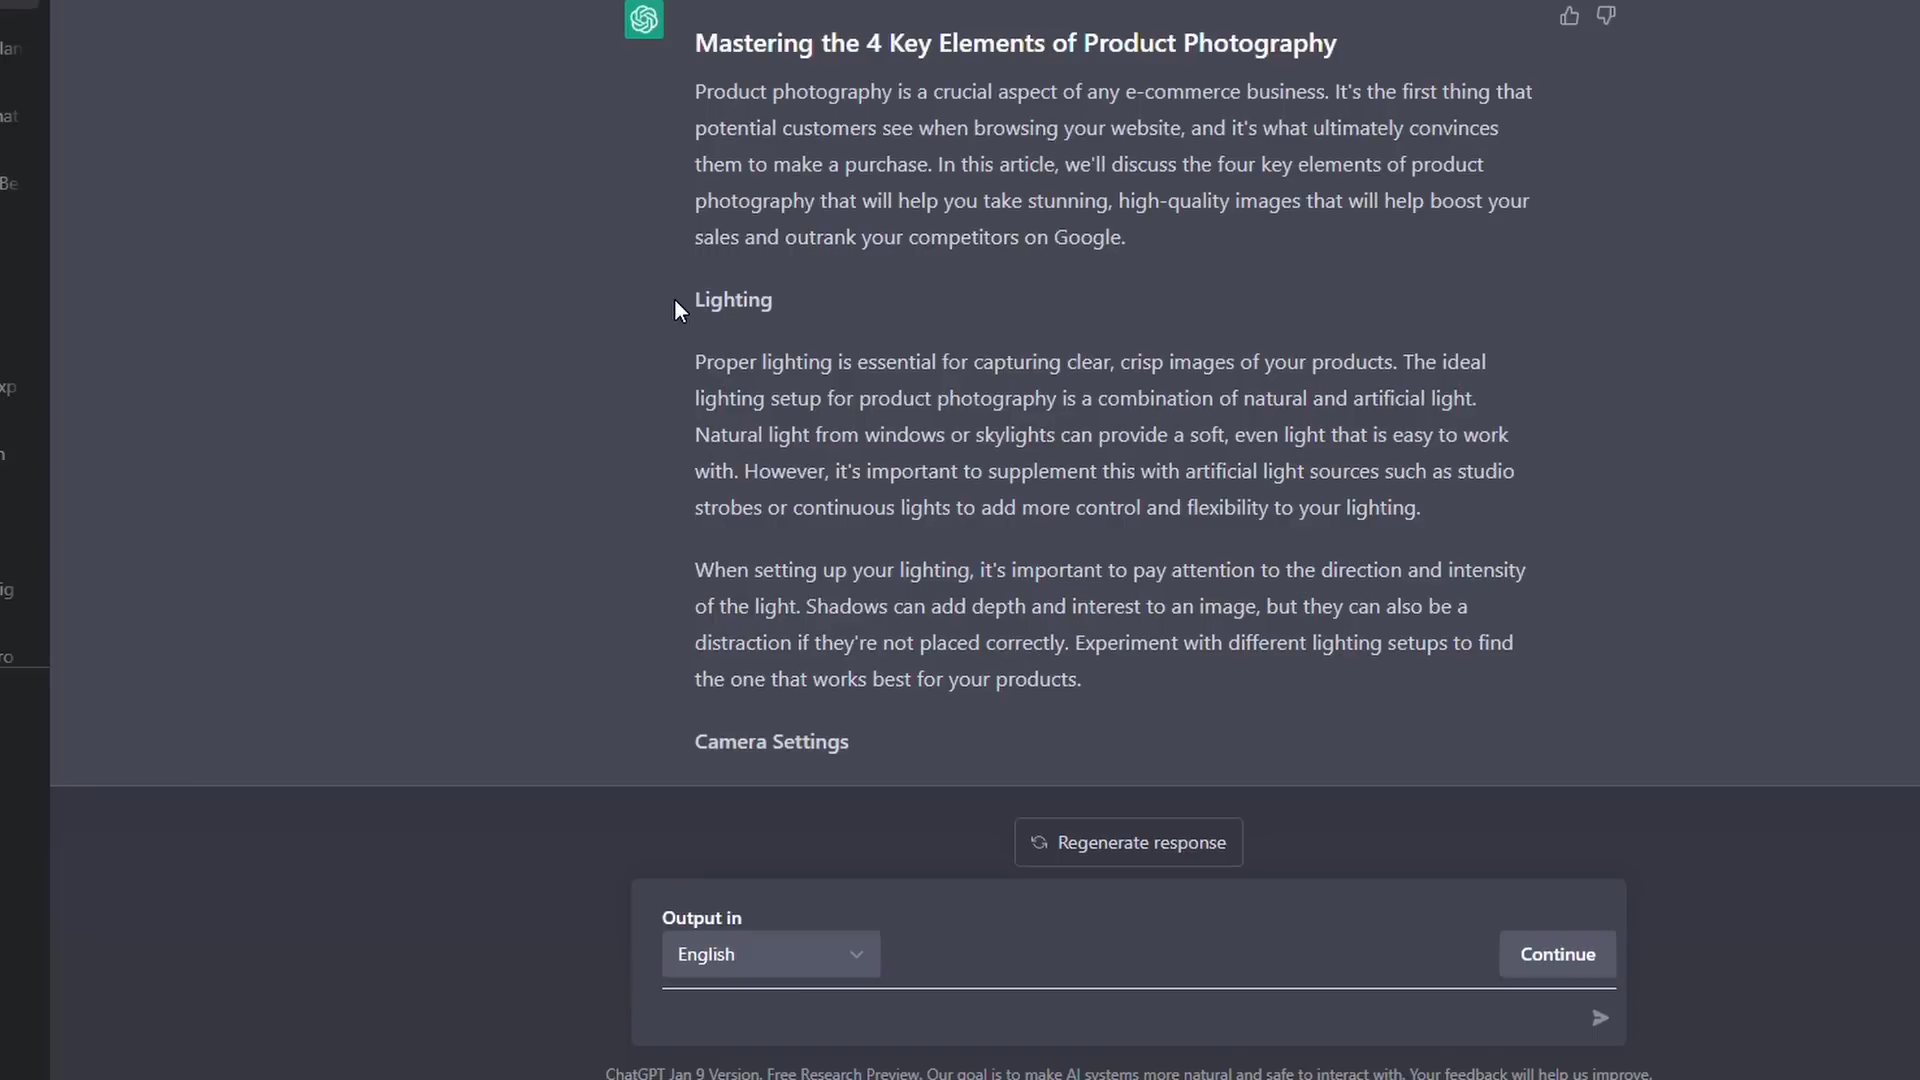 Mastering the 4 Key Elements of Product Photography
Product photography is a crucial aspect of any e-commerce business. It's the first thing that
potential customers see when browsing your website, and it's what ultimately convinces
them to make a purchase. In this article, we'll discuss the four key elements of product
photography that will help you take stunning, high-quality images that will help boost your
sales and outrank your competitors on Google.
Lighting
Proper lighting is essential for capturing clear, crisp images of your products. The ideal
lighting setup for product photography is a combination of natural and artificial light.
Natural light from windows or skylights can provide a soft, even light that is easy to work
with. However, it's important to supplement this with artificial light sources such as studio
strobes or continuous lights to add more control and flexibility to your lighting.
When setting up your lighting, it's important to pay attention to the direction and intensity
of the light. Shadows can add depth and interest to an image, but they can also be a
distraction if they're not placed correctly. Experiment with different lighting setups to find
the one that works best for your products.
Camera Settings
Regenerate response
Output in
English
Continue
ChatGPT Jan 9 Version. Free Research Preview. Our goal is to make AI systems more natural and safe to interact with. Your feedback will help us improve.